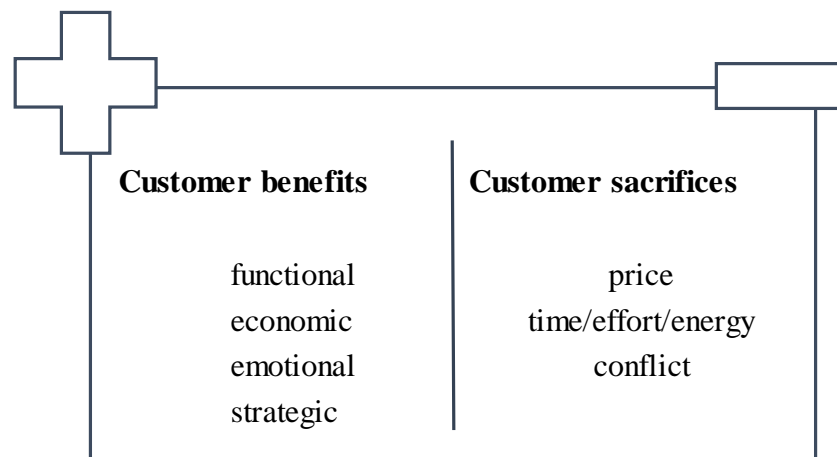 Customer benefits
functional
economic
emotional
strategic
Customer sacrifices
price
time/effort/energy
conflict